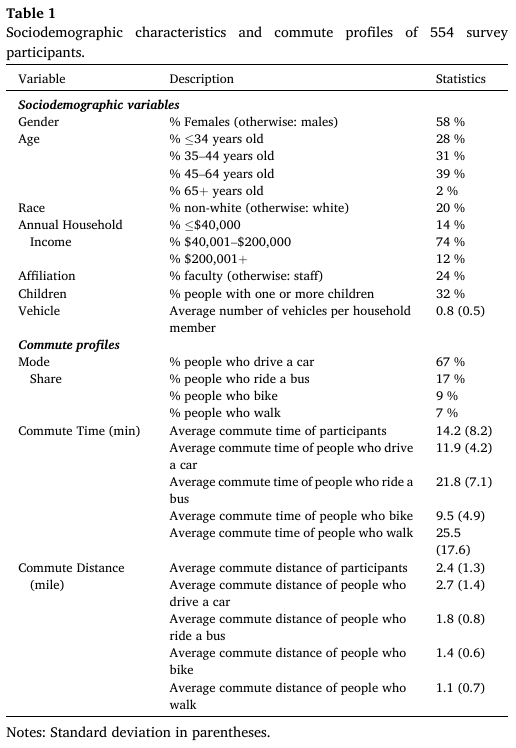 Table 1
Sociodemographic characteristics and commute profiles of 554 survey
participants.
Variable Description Statistics
Sociodemographic variables
Gender % Females (otherwise: males) 58 %
Age % ≤34 years old 28 %
% 35–44 years old 31 %
% 45–64 years old 39 %
% 65+ years old 2 %
Race % non-white (otherwise: white) 20 %
Annual Household % ≤$40,000 14 %
Income % $40,001–$200,000 74 %
% $200,001+ 12 %
Affiliation % faculty (otherwise: staff) 24 %
Children % people with one or more children 32 %
Vehicle Average number of vehicles per household 0.8 (0.5)
member
Commute profiles
Mode % people who drive a car 67 %
Share % people who ride a bus 17 %
% people who bike 9 %
% people who walk 7 %
Commute Time (min) Average commute time of participants 14.2 (8.2)
Average commute time of people who drive 11.9 (4.2)
a car
Average commute time of people who ride a 21.8 (7.1)
bus
Average commute time of people who bike 9.5 (4.9)
Average commute time of people who walk 25.5
(17.6)
Commute Distance Average commute distance of participants 2.4 (1.3)
(mile) Average commute distance of people who 2.7 (1.4)
drive a car
Average commute distance of people who 1.8 (0.8)
ride a bus
Average commute distance of people who 1.4 (0.6)
bike
Average commute distance of people who 1.1 (0.7)
walk
Notes: Standard deviation in parentheses.